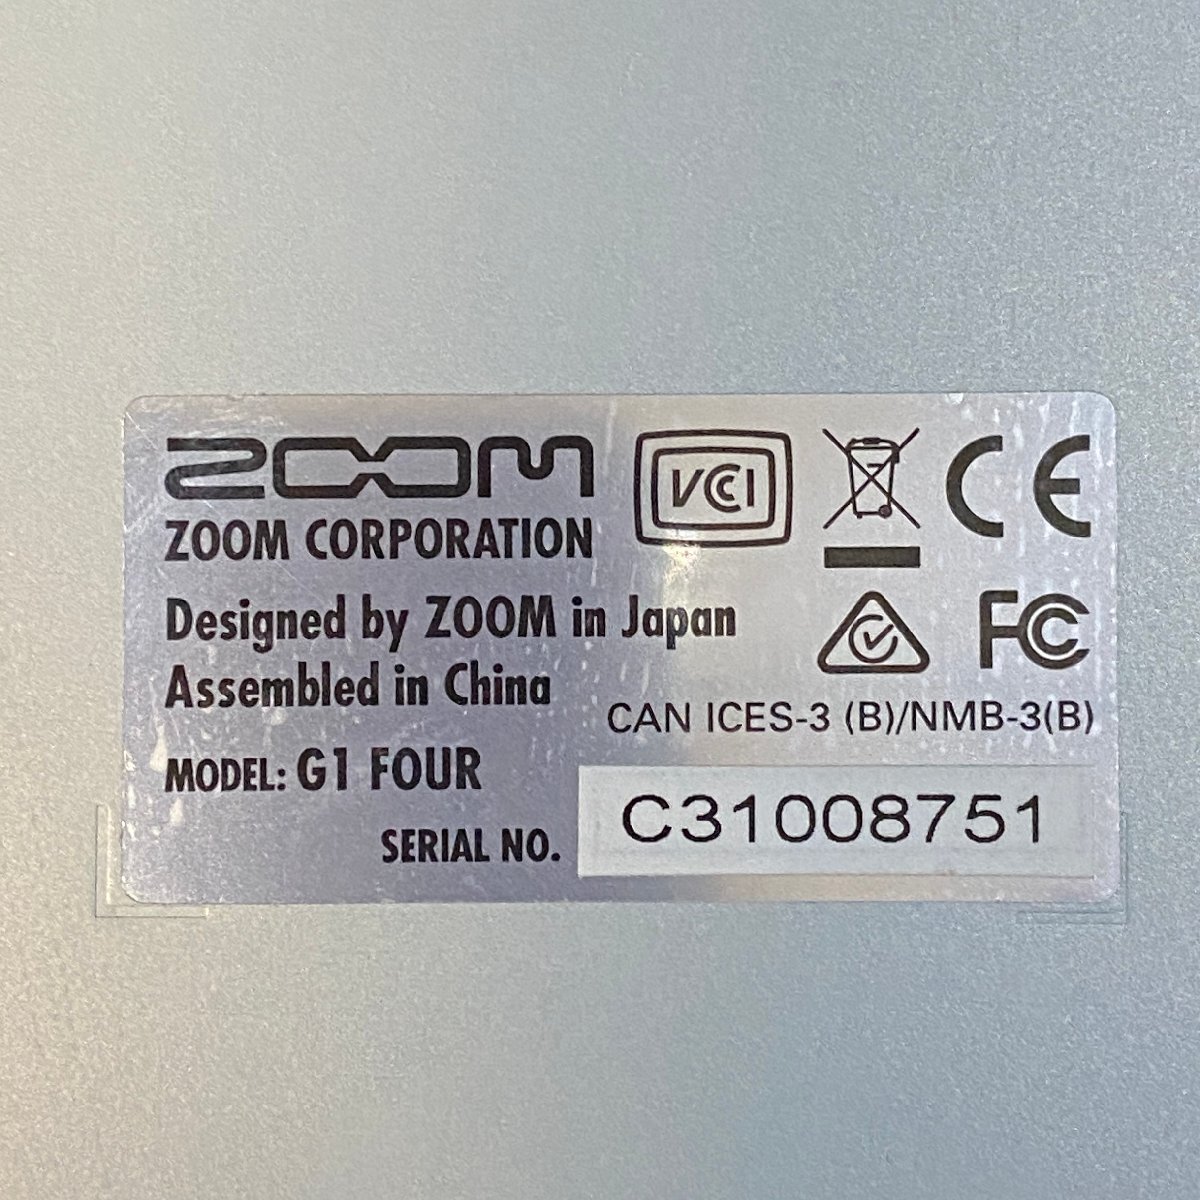 ZOOM
ZOOM CORPORATION
VCI
CE
Designed by ZOOM in Japan
Assembled in China
FC
CAN ICES-3 (B)/NMB-3(B)
MODEL: G1 FOUR
SERIAL NO.
C31008751